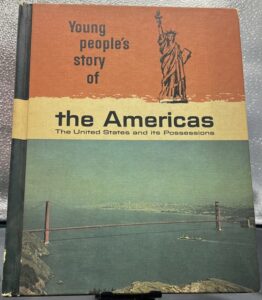 Young
people's
story
of
the Americas
The United States and its Possessions